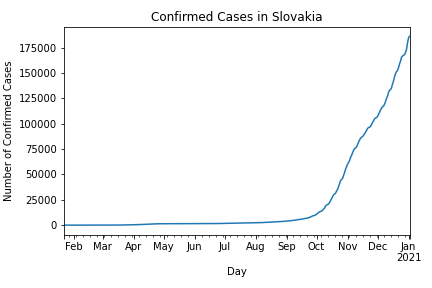 Confirmed Cases in Slovakia
Number of Confirmed Cases
175000
150000
125000
100000
75000
50000
25000
0
Feb Mar Apr May Jun Jul Aug Sep Oct Nov Dec Jan
2021
Day